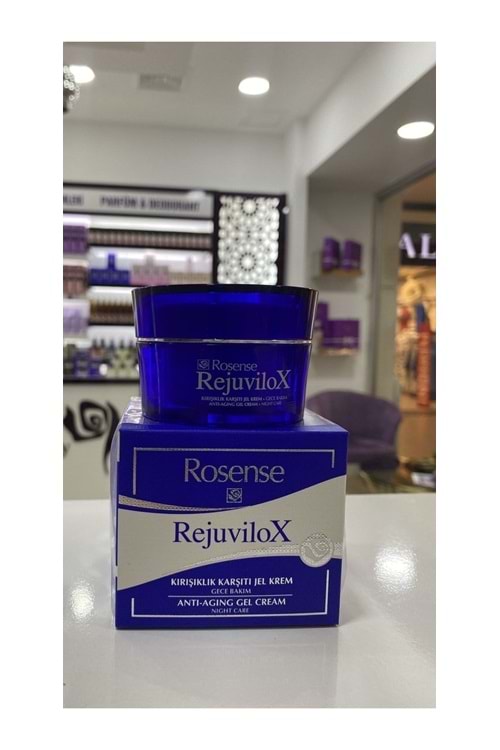 PARFÜM & DEODORANT
AL
Rosense
RejuviloX
KIRIŞIKLIK KARŞITI JEL KREM • GECE BAKIM
ANTI-AGING GEL CREAM • NIGHT CARE
Rosense
RejuviloX
KIRIŞIKLIK KARŞITI JEL KREM
GECE BAKIM
ANTI-AGING GEL CREAM
NIGHT CARE